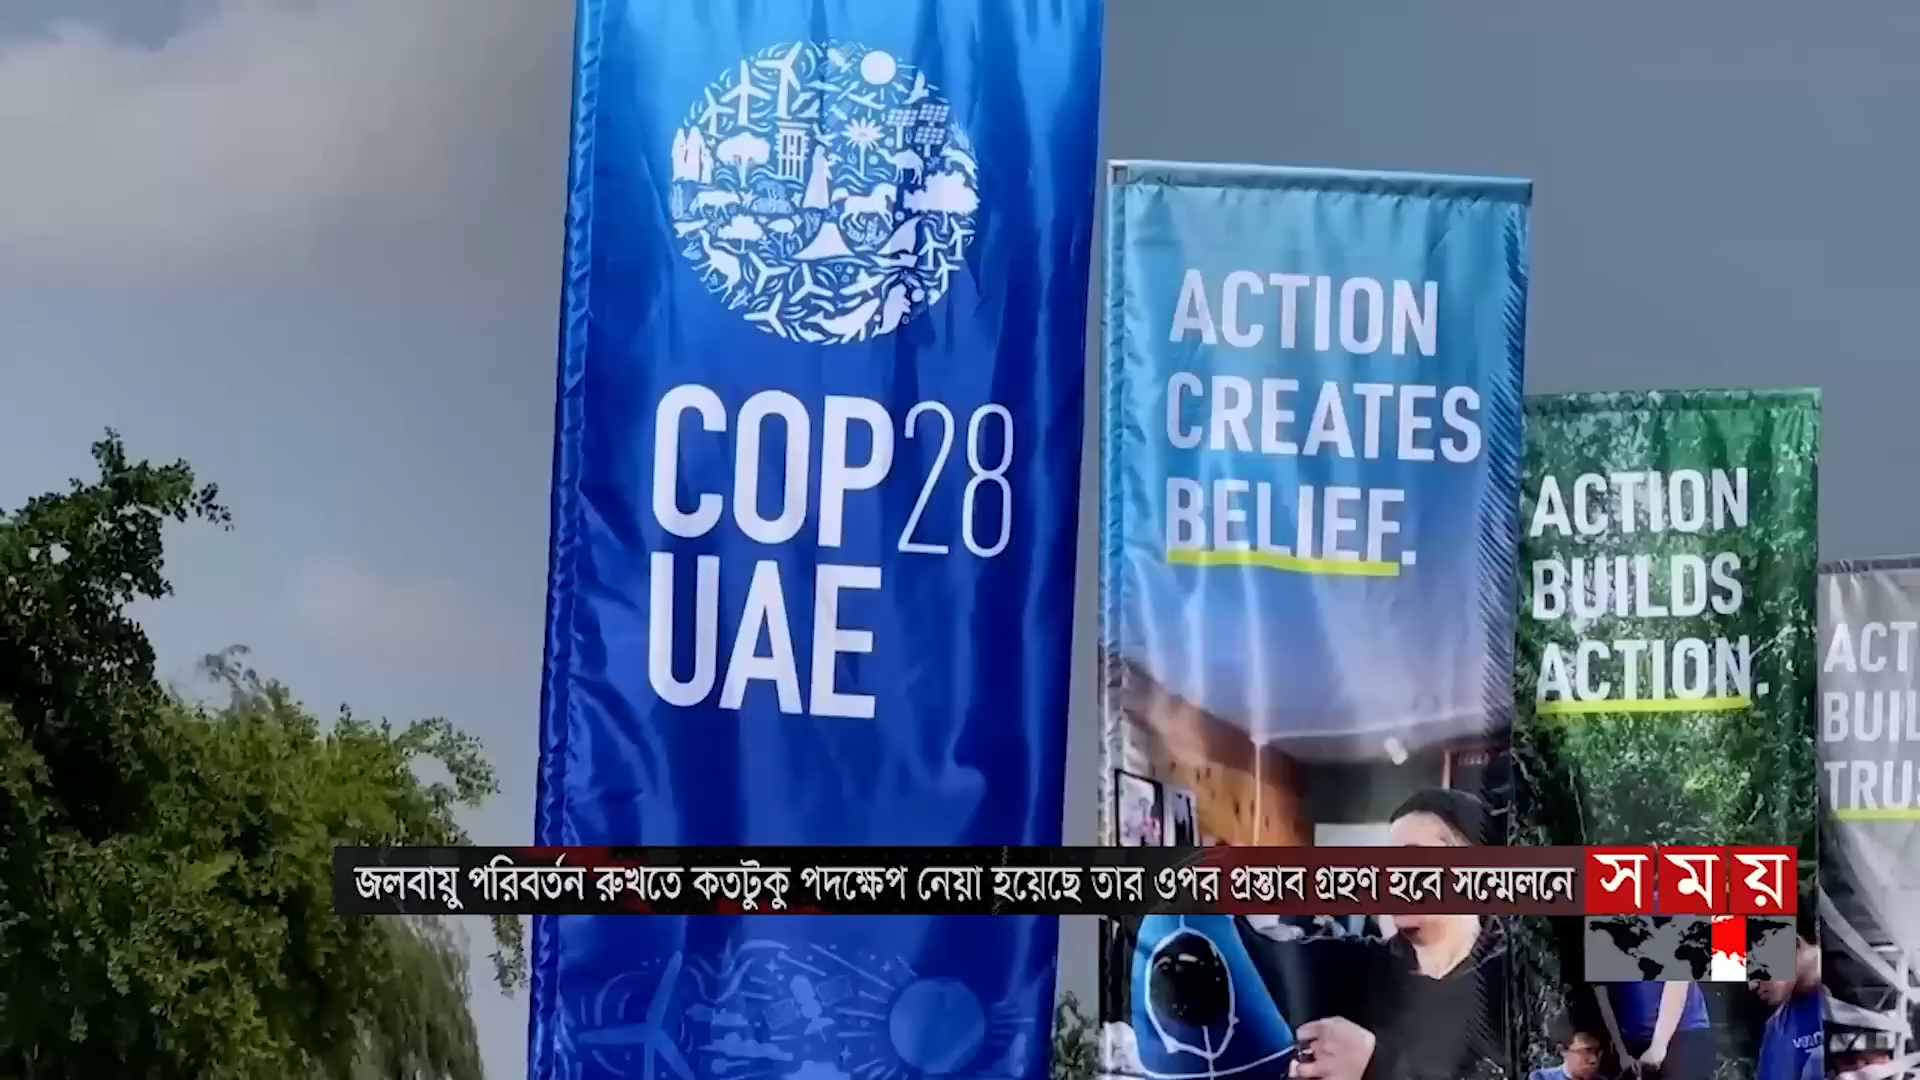 COP28
UAE
ACTION
CREATES
BELIEF.
ACTION
BUILDS
ACTION.
ACT
BUIL
TRUS
জলবায়ু পরিবর্তন রুখতে কতটুকু পদক্ষেপ নেয়া হয়েছে তার ওপর প্রস্তাব গ্রহণ হবে সম্মেলনে
সময়